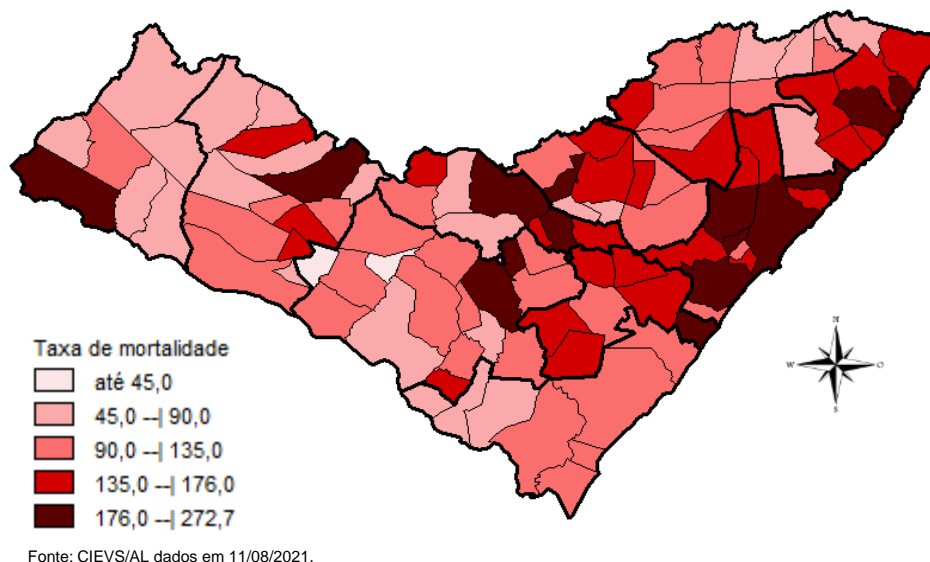 N
W
O
S
Taxa de mortalidade
até 45,0
45,0 --| 90,0
90,0 --| 135,0
135,0 --| 176,0
176,0 --| 272,7
Fonte: CIEVS/AL dados em 11/08/2021.